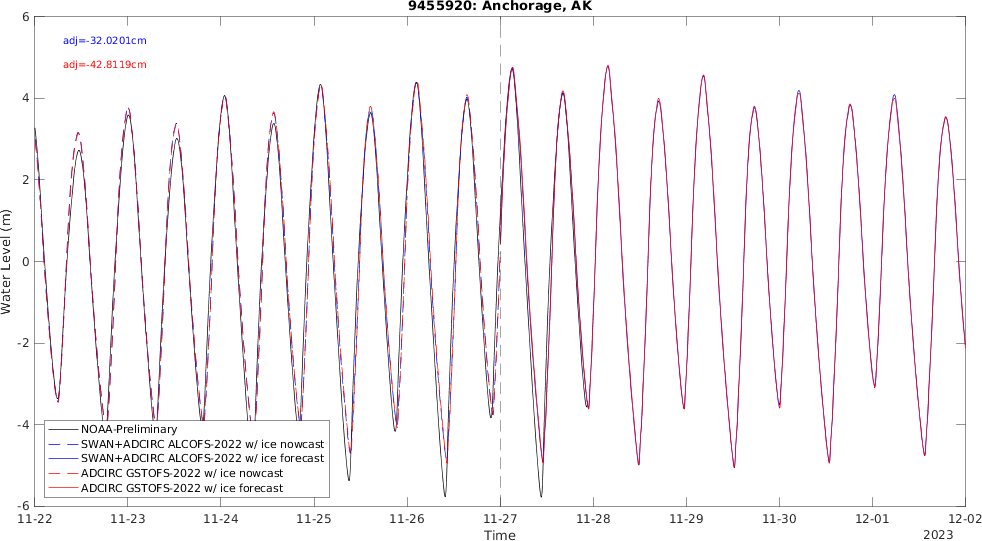 9455920: Anchorage, AK
adj=-32.0201cm
adj=-42.8119cm
6
4
2
0
-2
-4
-6
Water Level (m)
NOAA-Preliminary
SWAN+ADCIRC ALCOFS-2022 w/ ice nowcast
SWAN+ADCIRC ALCOFS-2022 w/ ice forecast
ADCIRC GSTOFS-2022 w/ ice nowcast
ADCIRC GSTOFS-2022 w/ ice forecast
11-22 11-23 11-24 11-25 11-26 11-27 11-28 11-29 11-30 12-01 12-02
Time
2023